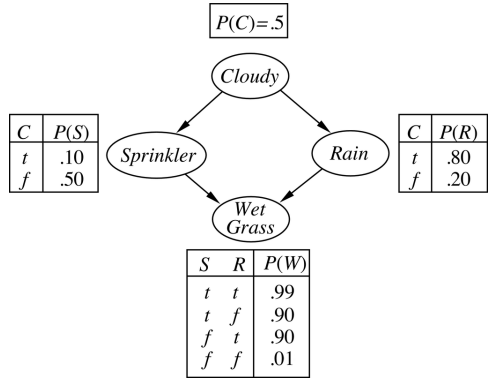 P(C)=.5
Cloudy
C P(S)
t .10
f .50
Sprinkler
Rain
C P(R)
t .80
f .20
Wet
Grass
S R P(W)
t t .99
t f .90
f t .90
f f .01